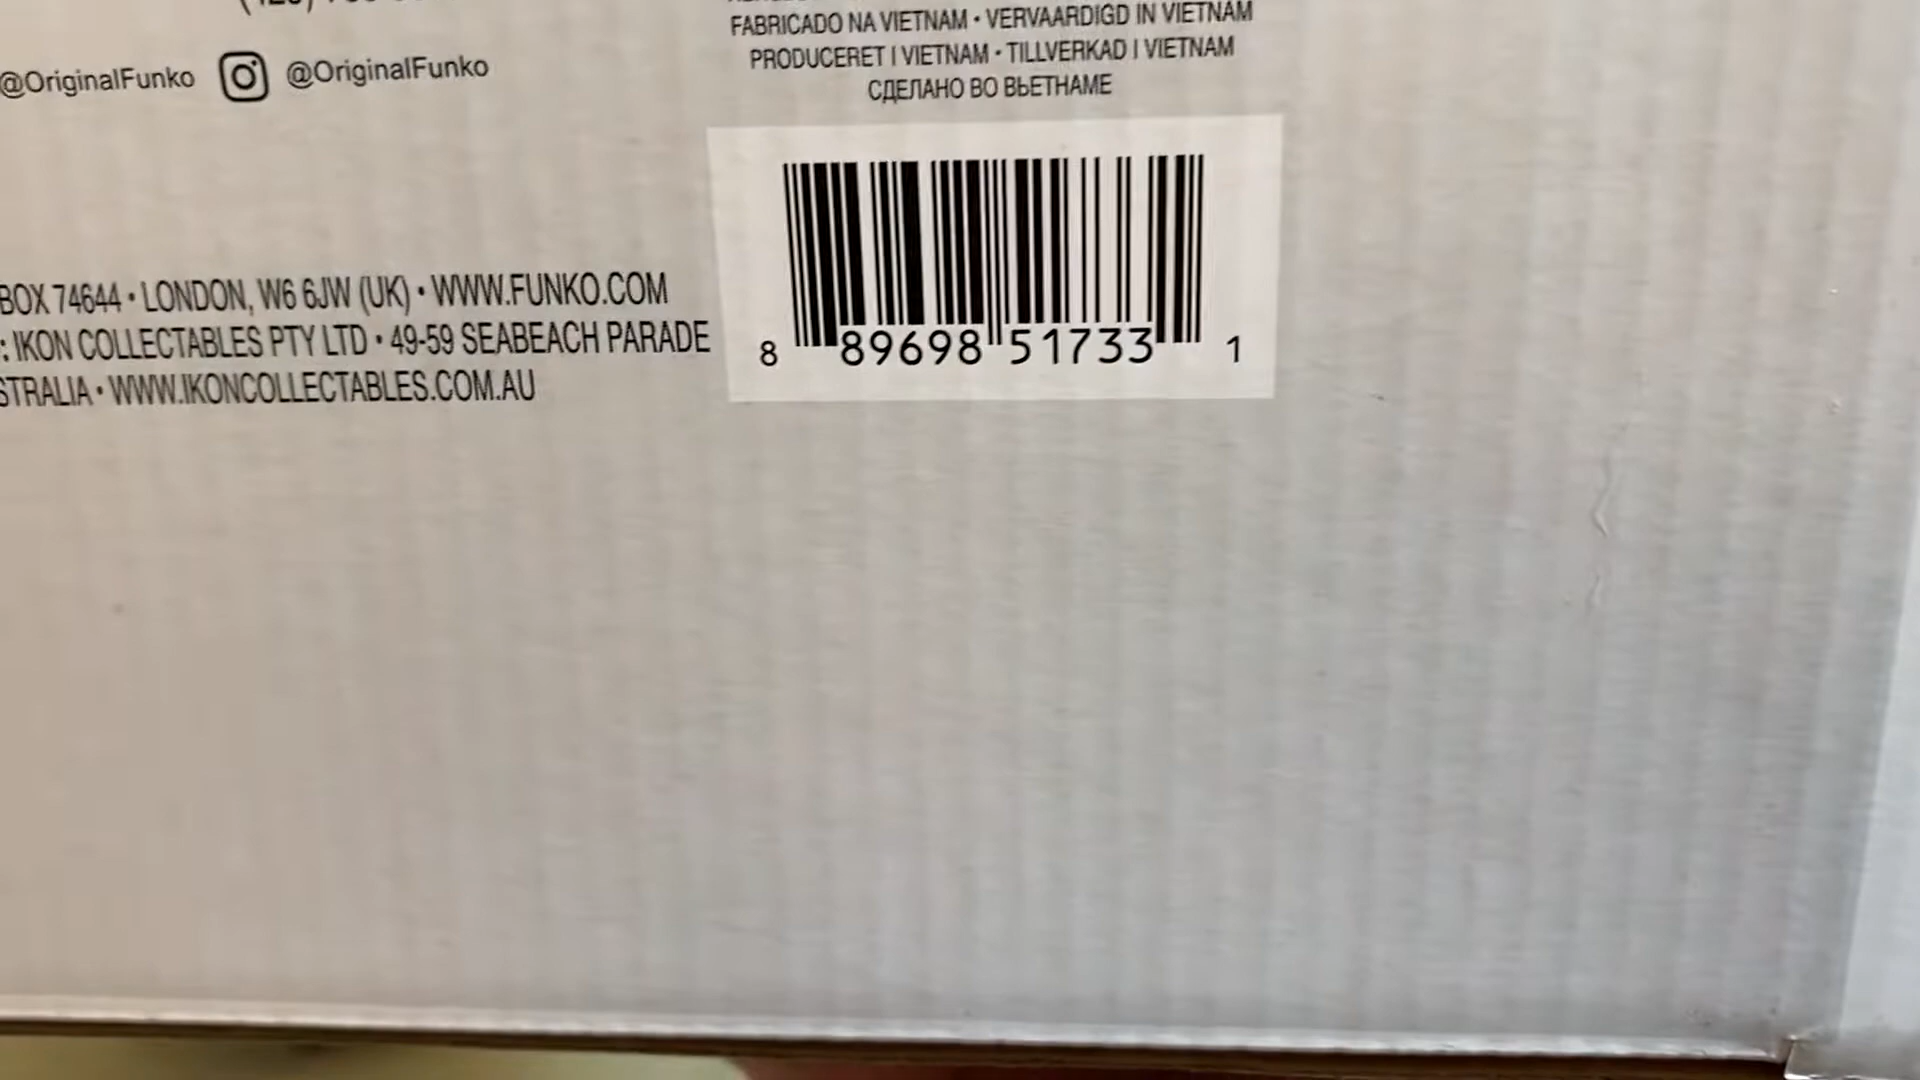 @OriginalFunko @OriginalFunko
FABRICADO NA VIETNAM • VERVAARDIGD IN VIETNAM
PRODUCERET I VIETNAM • TILLVERKAD I VIETNAM
СДЕЛАНО ВО ВЬЕТНАМЕ
BOX 74644 • LONDON, W6 6JW (UK) • WWW.FUNKO.COM
: IKON COLLECTABLES PTY LTD • 49-59 SEABEACH PARADE
STRALIA • WWW.IKONCOLLECTABLES.COM.AU
8 89698 51733 1